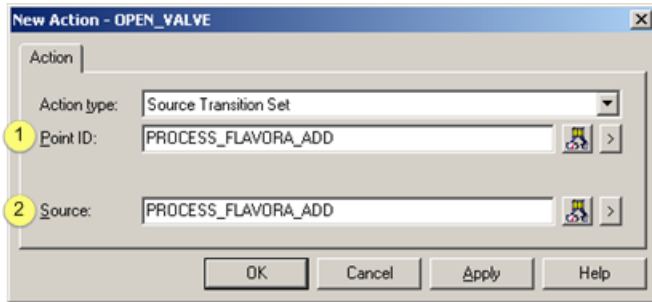 New Action - OPEN_VALVE
Action
Action type: Source Transition Set
1 Point ID: PROCESS_FLAVORA_ADD >
2 Source: PROCESS_FLAVORA_ADD >
OK Cancel Apply Help